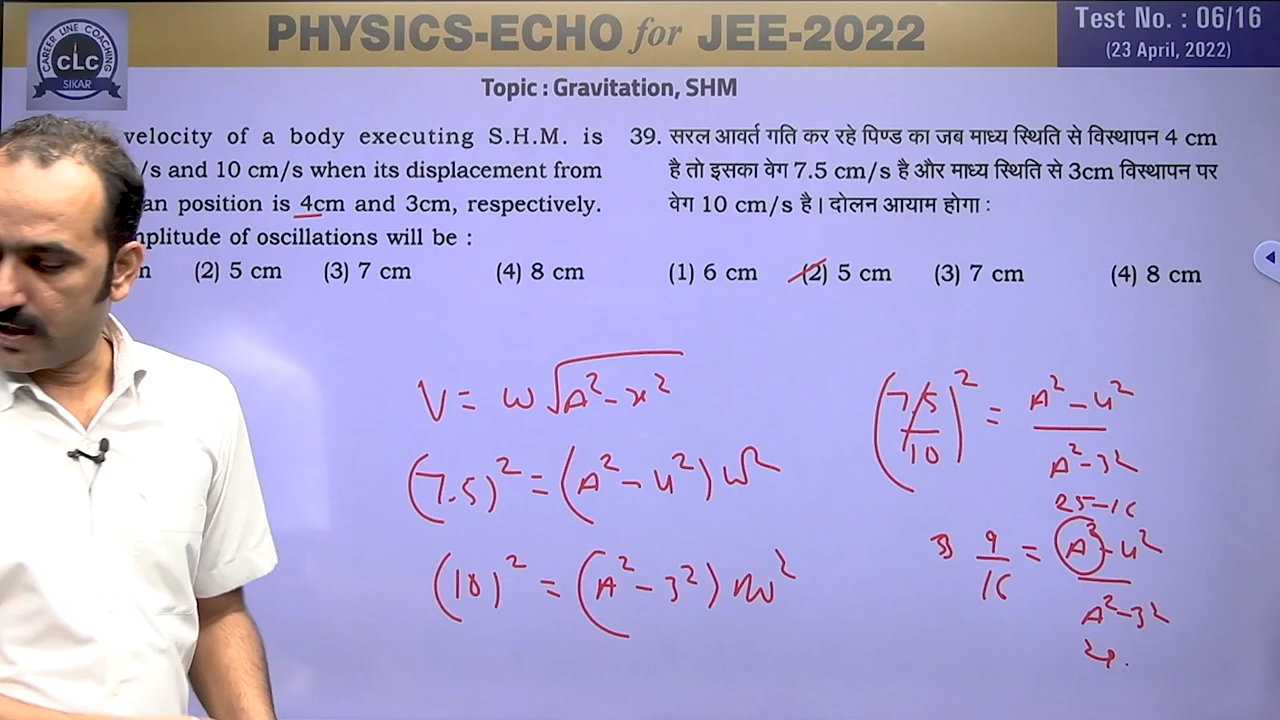 CAREER LINE COACHING
CLC
SIKAR
PHYSICS-ECHO for JEE-2022
Test No. : 06/16
(23 April, 2022)
Topic : Gravitation, SHM
velocity of a body executing S.H.M. is
/s and 10 cm/s when its displacement from
an position is 4cm and 3cm, respectively.
mplitude of oscillations will be :
(2) 5 cm (3) 7 cm (4) 8 cm
39. सरल आवर्त गति कर रहे पिण्ड का जब माध्य स्थिति से विस्थापन 4 cm
है तो इसका वेग 7.5 cm/s है और माध्य स्थिति से 3cm विस्थापन पर
वेग 10 cm/s है। दोलन आयाम होगा :
(1) 6 cm (2) 5 cm (3) 7 cm (4) 8 cm
V = ω√(A² - x²)
(7.5)² = (A² - 4²) ω²
(10)² = (A² - 3²) ω²
(7.5/10)² = A² - 4² / A² - 3²
25-16
9/16 = A² - 4² / A² - 3²